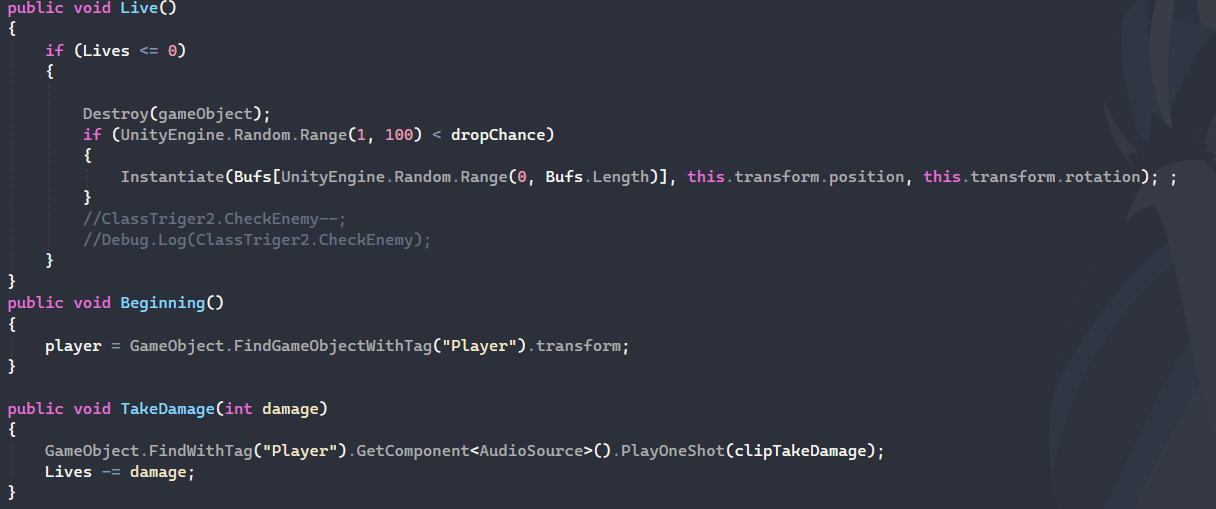 public void Live()
{
    if (Lives <= 0)
    {

        Destroy(gameObject);
        if (UnityEngine.Random.Range(1, 100) < dropChance)
        {
            Instantiate(Bufs[UnityEngine.Random.Range(0, Bufs.Length)], this.transform.position, this.transform.rotation); ;
        }
        //ClassTriger2.CheckEnemy--;
        //Debug.Log(ClassTriger2.CheckEnemy);
    }
}
public void Beginning()
{
    player = GameObject.FindGameObjectWithTag("Player").transform;
}

public void TakeDamage(int damage)
{
    GameObject.FindWithTag("Player").GetComponent<AudioSource>().PlayOneShot(clipTakeDamage);
    Lives -= damage;
}